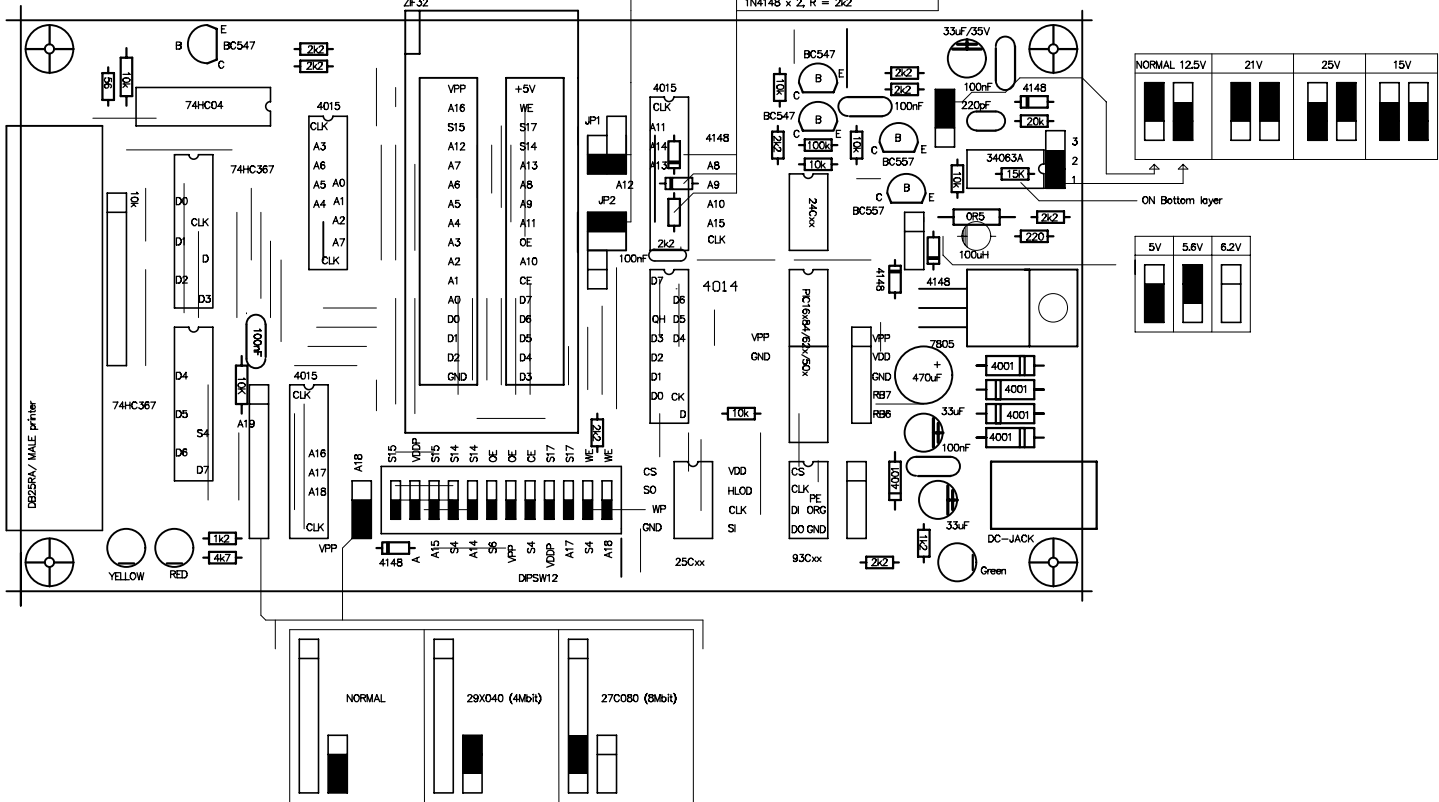 ZIF32
1N4148 x 2, R = 2k2
E
B
BC547
C
2k2
2k2
56
10k
74HC04
4015
CLK
A3
A6
A5
A0
A4
A1
A2
A7
CLK
74HC367
10k
D0
CLK
D1
D
D2
D3
DB25RA/ MALE printer
74HC367
D4
D5
S4
D6
D7
100nF
10K
A19
4015
CLK
A16
A17
A18
CLK
VPP
A18
YELLOW
RED
1k2
4k7
VPP
A16
S15
A12
A7
A6
A5
A4
A3
A2
A1
A0
D0
D1
D2
GND
+5V
WE
S17
S14
A13
A8
A9
A11
OE
A10
CE
D7
D6
D5
D4
D3
JP1
A12
JP2
100nF
2k2
4015
CLK
A11
A14
A13
4148
A8
A9
A10
A15
CLK
2k2
D7
D6
QH
D5
D3
D4
D2
D1
D0
CK
D
4014
10k
S15
VDDP
S15
S14
S14
OE
OE
CE
S17
S17
WE
WE
4148
A
A15
S4
A14
S6
VPP
S4
VDDP
A17
S4
A18
DIPSW12
CS
SO
WP
GND
VDD
HLOD
CLK
SI
25Cxx
CS
CLK
PE
DI
ORG
DO
GND
93Cxx
BC547
B
E
C
10k
BC547
B
C
E
2k2
2k2
2k2
100nF
100k
10k
10k
B
C
E
BC557
B
C
E
BC557
24Cxx
PIC16x84/62x/50x
VPP
GND
VPP
VDD
GND
RB7
RB6
33uF/35V
100nF
220pF
4148
20k
34063A
15K
3
2
1
10k
0R5
2k2
220
100uH
4148
4148
7805
+
470uF
4001
4001
4001
4001
33uF
100nF
100k
33uF
1k2
2k2
Green
DC-JACK
NORMAL 12.5V
21V
25V
15V
ON Bottom layer
5V
5.6V
6.2V
NORMAL
29X040 (4Mbit)
27C080 (8Mbit)